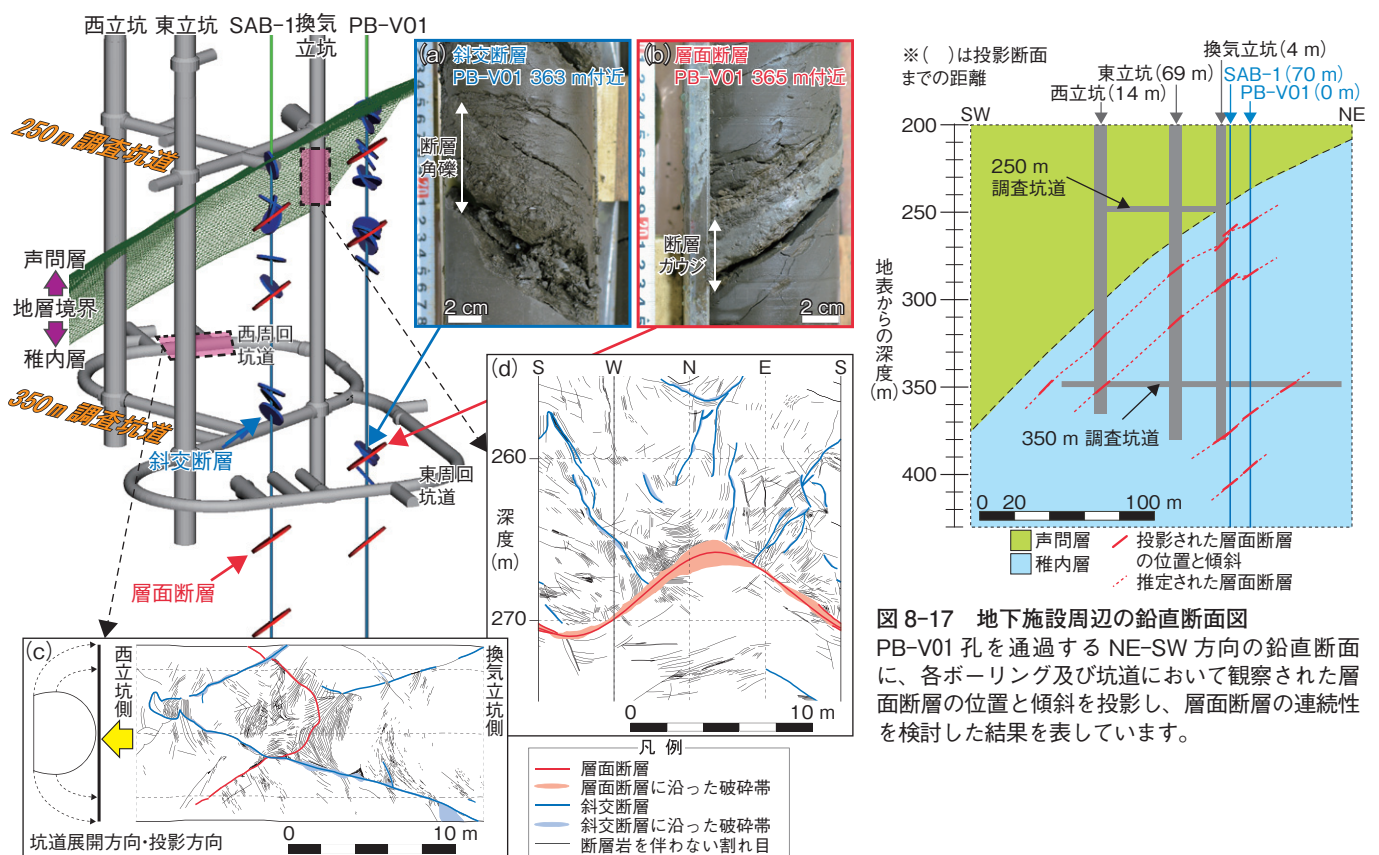 西立坑 東立坑 SAB-1 換気立坑 PB-V01
250 m 調査坑道
声問層
地層境界
稚内層
350 m 調査坑道
西周回坑道
東周回坑道
斜交断層
層面断層
(a) 斜交断層
PB-V01 363 m付近
断層角礫
2 cm
(b) 層面断層
PB-V01 365 m付近
断層ガウジ
2 cm
(c)
西立坑側
換気立坑側
坑道展開方向・投影方向
0 10 m
(d)
S W N E S
260
深度(m)
270
0 10 m
凡 例
層面断層
層面断層に沿った破砕帯
斜交断層
斜交断層に沿った破砕帯
断層岩を伴わない割れ目
※( )は投影断面
までの距離
換気立坑(4 m)
東立坑(69 m) SAB-1(70 m)
西立坑(14 m) PB-V01(0 m)
SW NE
200
250
300
350
400
地表からの深度(m)
250 m
調査坑道
350 m 調査坑道
0 20 100 m
声問層
稚内層
投影された層面断層
の位置と傾斜
推定された層面断層
図 8-17 地下施設周辺の鉛直断面図
PB-V01 孔を通過する NE-SW 方向の鉛直断面
に、各ボーリング及び坑道において観察された層
面断層の位置と傾斜を投影し、層面断層の連続性
を検討した結果を表しています。